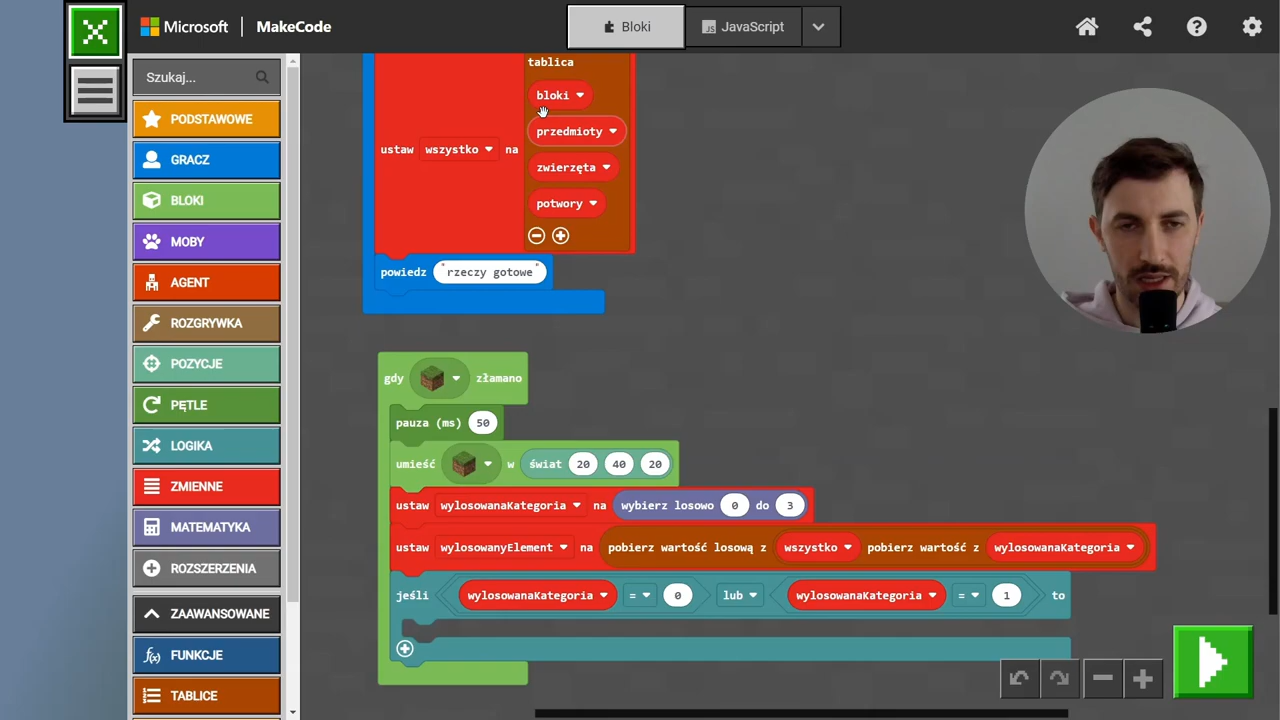 Microsoft MakeCode
Bloki
JavaScript
Szukaj...
PODSTAWOWE
GRACZ
BLOKI
MOBY
AGENT
ROZGRYWKA
POZYCJE
PĘTLE
LOGIKA
ZMIENNE
MATEMATYKA
ROZSZERZENIA
ZAAWANSOWANE
FUNKCJE
TABLICE
tablica
bloki
przedmioty
ustaw wszystko na
zwierzęta
potwory
powiedz "rzeczy gotowe"
gdy złamano
pauza (ms) 50
umieść w świat 20 40 20
ustaw wylosowanaKategoria na wybierz losowo 0 do 3
ustaw wylosowanyElement na pobierz wartość losową z wszystko pobierz wartość z wylosowanaKategoria
jeśli wylosowanaKategoria = 0 lub wylosowanaKategoria = 1 to